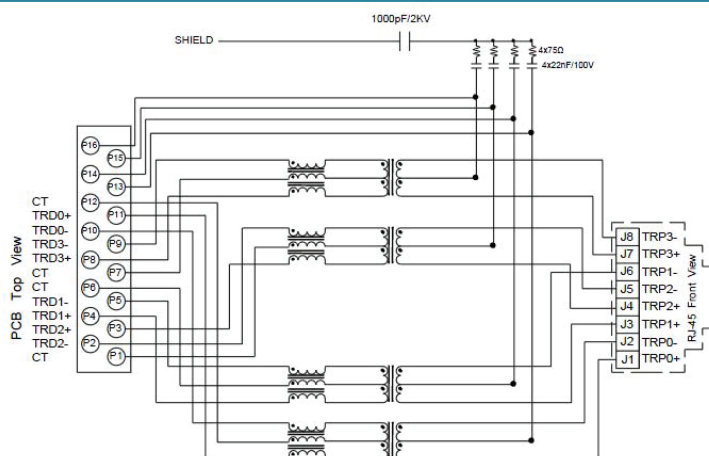 1000pF/2KV
SHIELD
4x75Ω
4x22nF/100V
P16
P15
P14
P13
CT P12
TRD0+ P11
TRD0- P10
TRD3- P9
TRD3+ P8
CT P7
CT P6
TRD1- P5
TRD1+ P4
TRD2+ P3
TRD2- P2
CT P1
PCB Top View
J8 TRP3-
J7 TRP3+
J6 TRP1-
J5 TRP2-
J4 TRP2+
J3 TRP1+
J2 TRP0-
J1 TRP0+
RJ-45 Front View